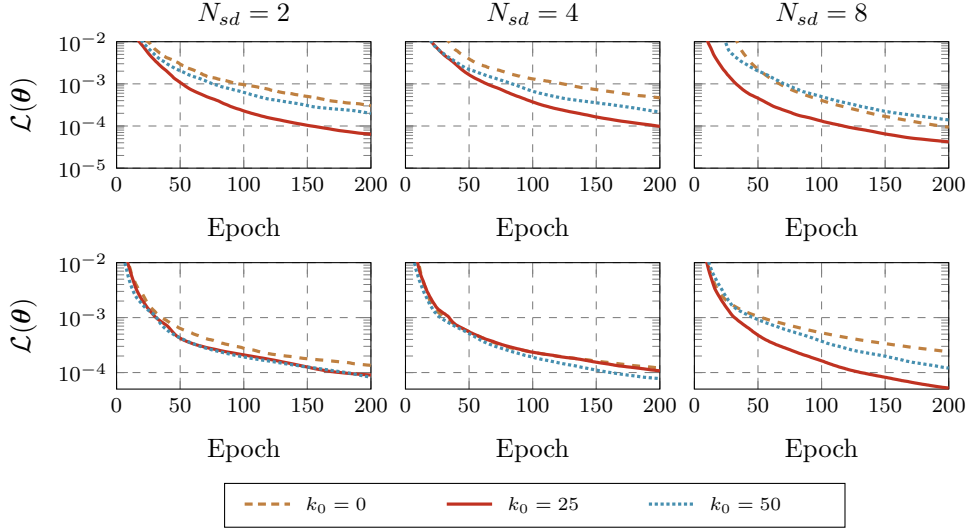 N_{sd} = 2 N_{sd} = 4 N_{sd} = 8
10^{-2} 10^{-2}
10^{-3}
10^{-4}
10^{-5}
ℒ(𝜽)
0 50 100 150 200 0 50 100 150 200 0 50 100 150 200
Epoch Epoch Epoch
10^{-2}
10^{-3}
10^{-4}
ℒ(𝜽)
0 50 100 150 200 0 50 100 150 200 0 50 100 150 200
Epoch Epoch Epoch
k_0 = 0 k_0 = 25 k_0 = 50